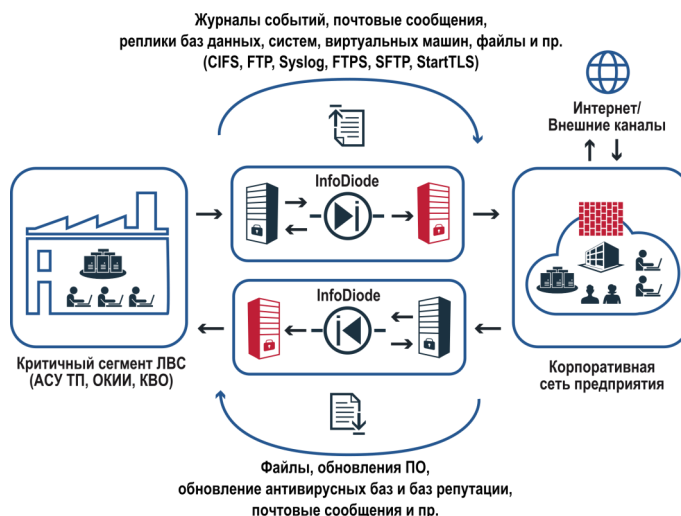 Журналы событий, почтовые сообщения,
реплики баз данных, систем, виртуальных машин, файлы и пр.
(CIFS, FTP, Syslog, FTPS, SFTP, StartTLS)
Интернет/
Внешние каналы
InfoDiode
InfoDiode
Критичный сегмент ЛВС
(АСУ ТП, ОКИИ, КВО)
Корпоративная
сеть предприятия
Файлы, обновления ПО,
обновление антивирусных баз и баз репутации,
почтовые сообщения и пр.